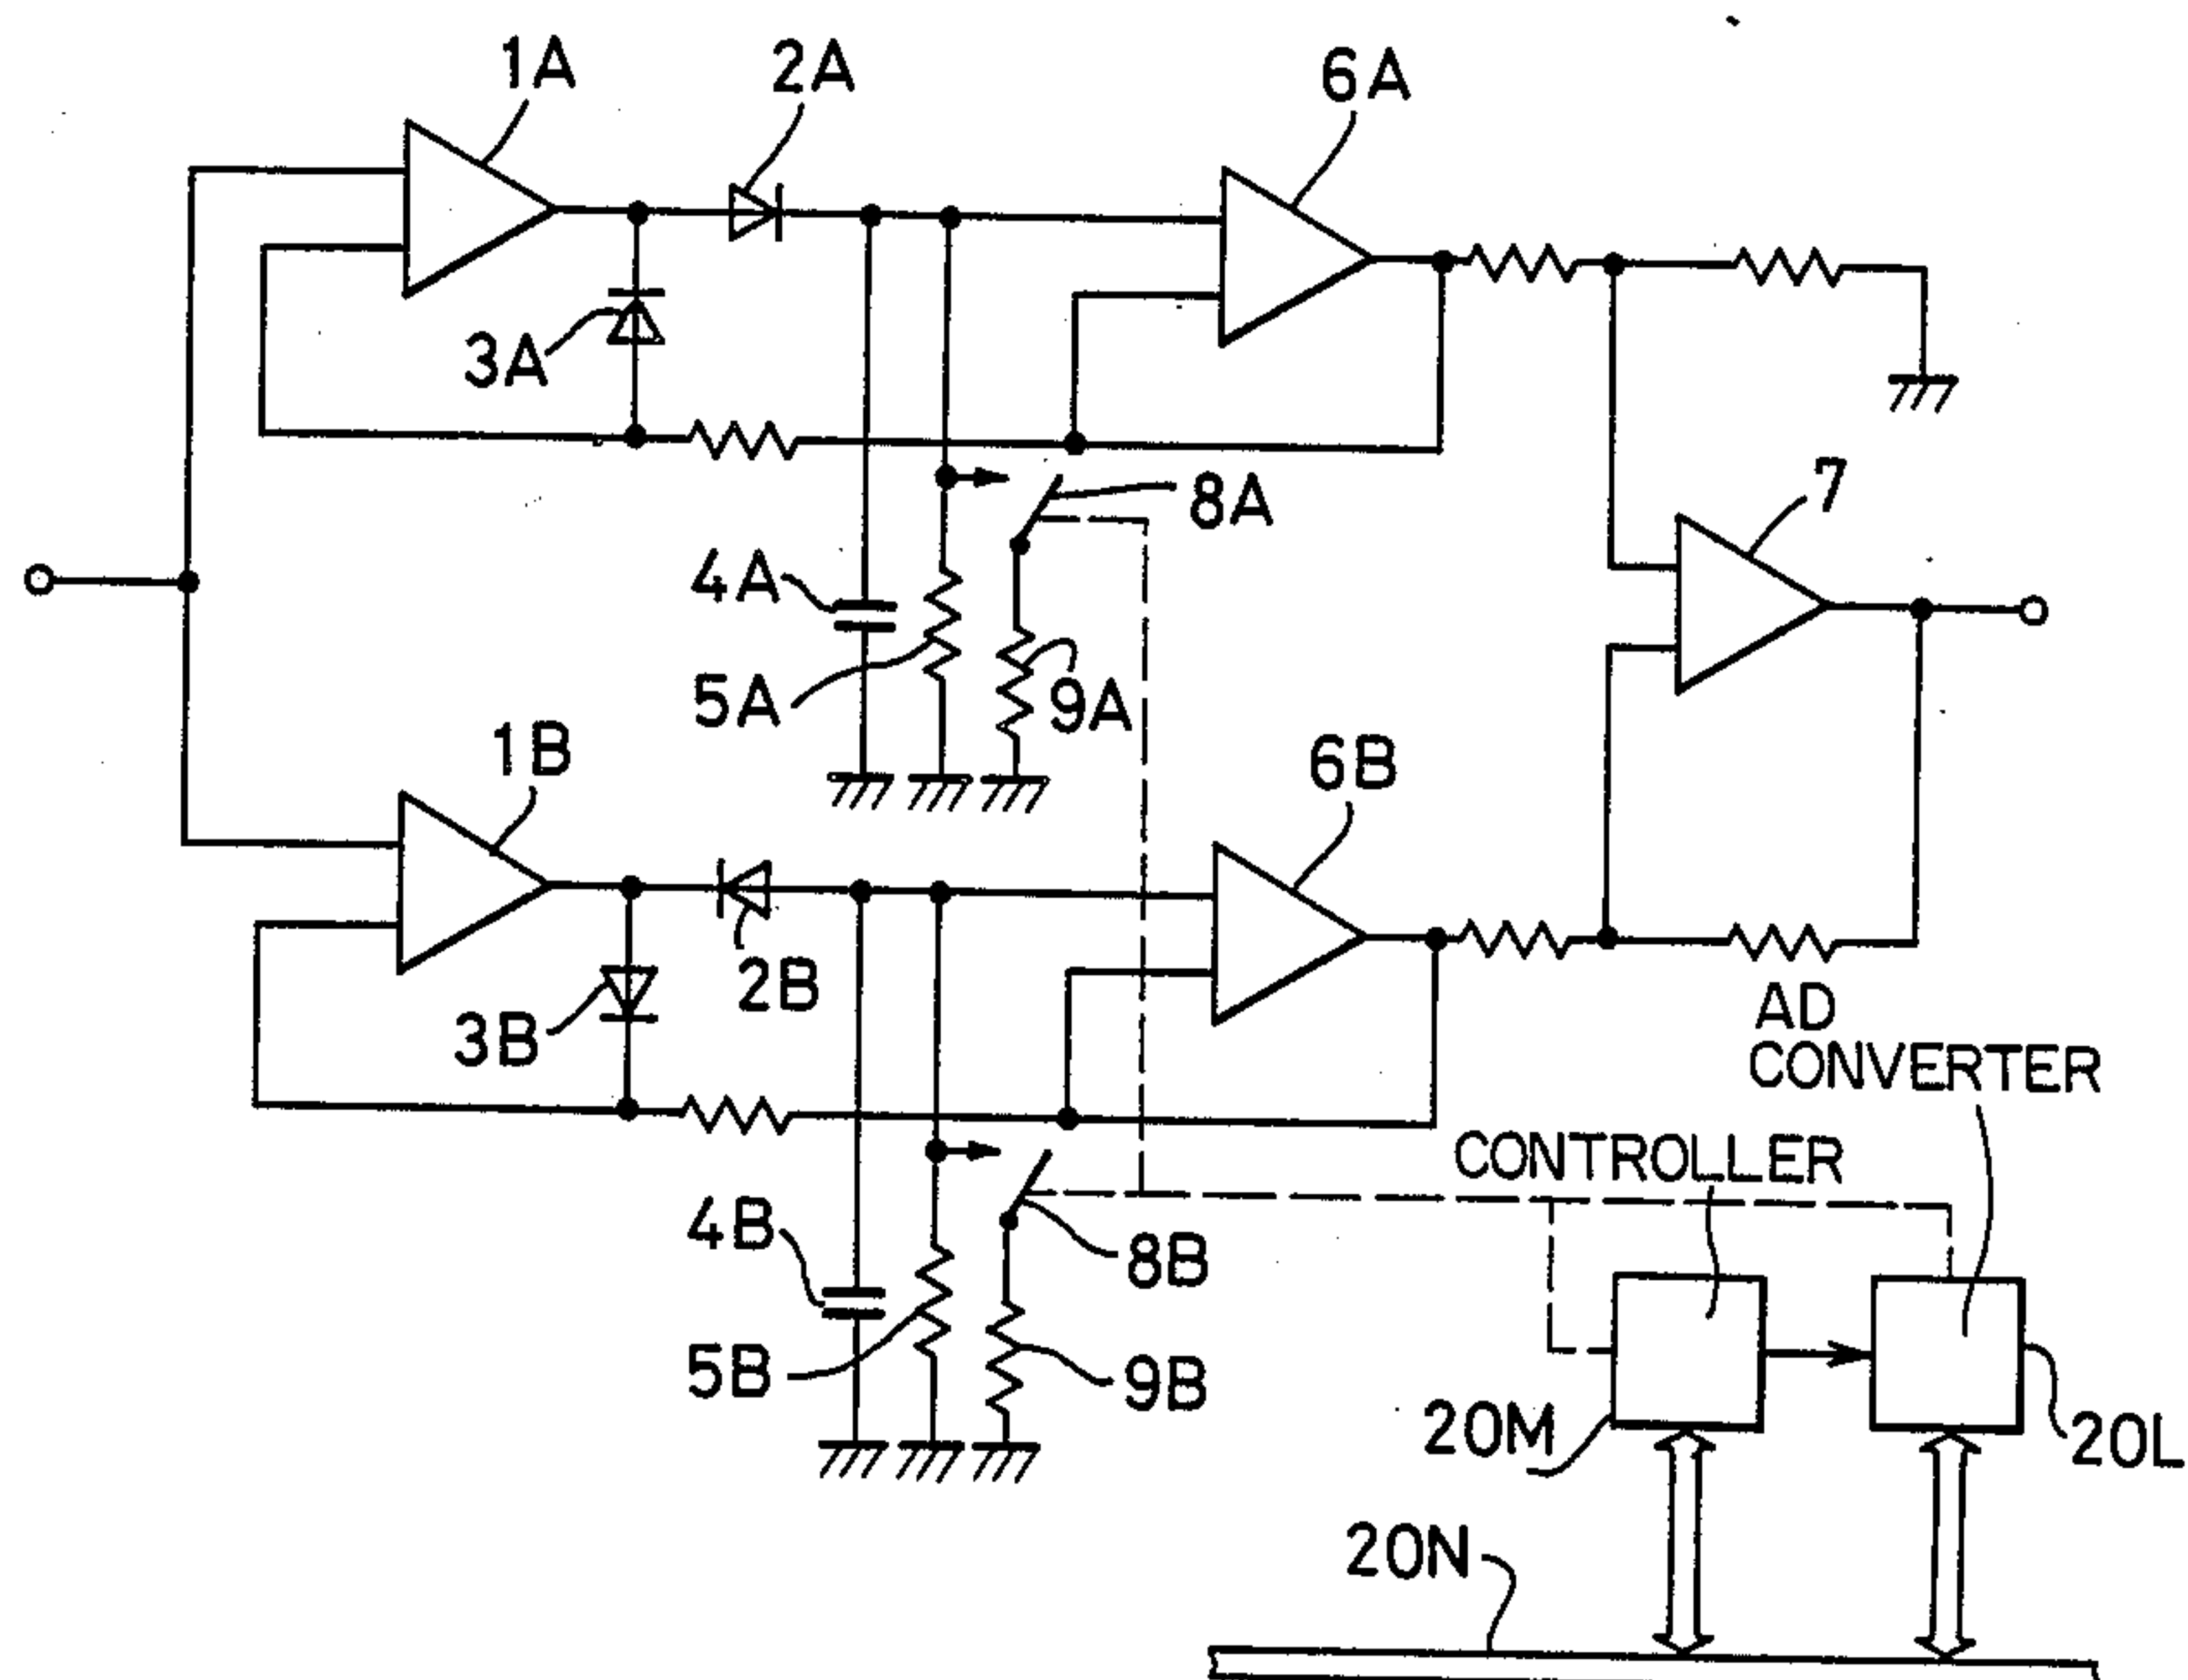 1A
2A
6A
3A
8A
7
4A
5A
9A
1B
6B
2B
3B
AD
CONVERTER
CONTROLLER
4B
8B
5B
9B
20M
20L
20N